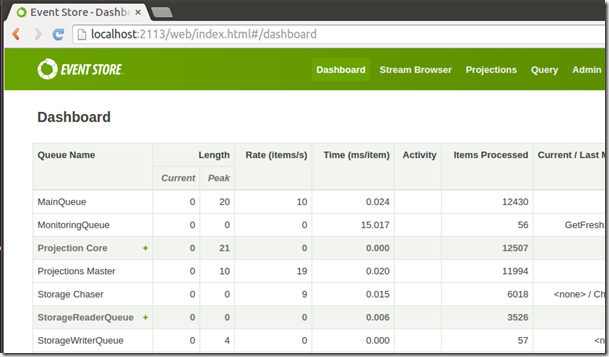 Event Store - Dashbo
localhost:2113/web/index.html#/dashboard
EVENT STORE
Dashboard Stream Browser Projections Query Admin
Dashboard
Queue Name Length Rate (items/s) Time (ms/item) Activity Items Processed Current / Last M
Current Peak
MainQueue 0 20 10 0.024 12430
MonitoringQueue 0 0 0 15.017 56 GetFresh
Projection Core + 0 21 0 0.000 12507
Projections Master 0 10 19 0.020 11994
Storage Chaser 0 0 9 0.015 6018 <none> / Ch
StorageReaderQueue + 0 0 0 0.006 3526
StorageWriterQueue 0 4 0 0.000 57 <n